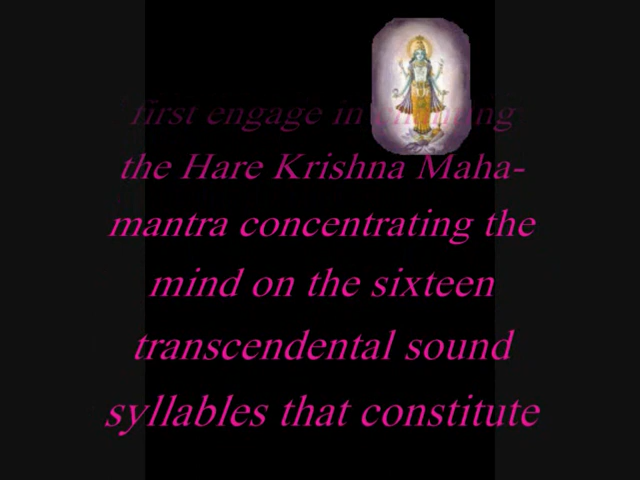 first engage in chanting
the Hare Krishna Maha-
mantra concentrating the
mind on the sixteen
transcendental sound
syllables that constitute